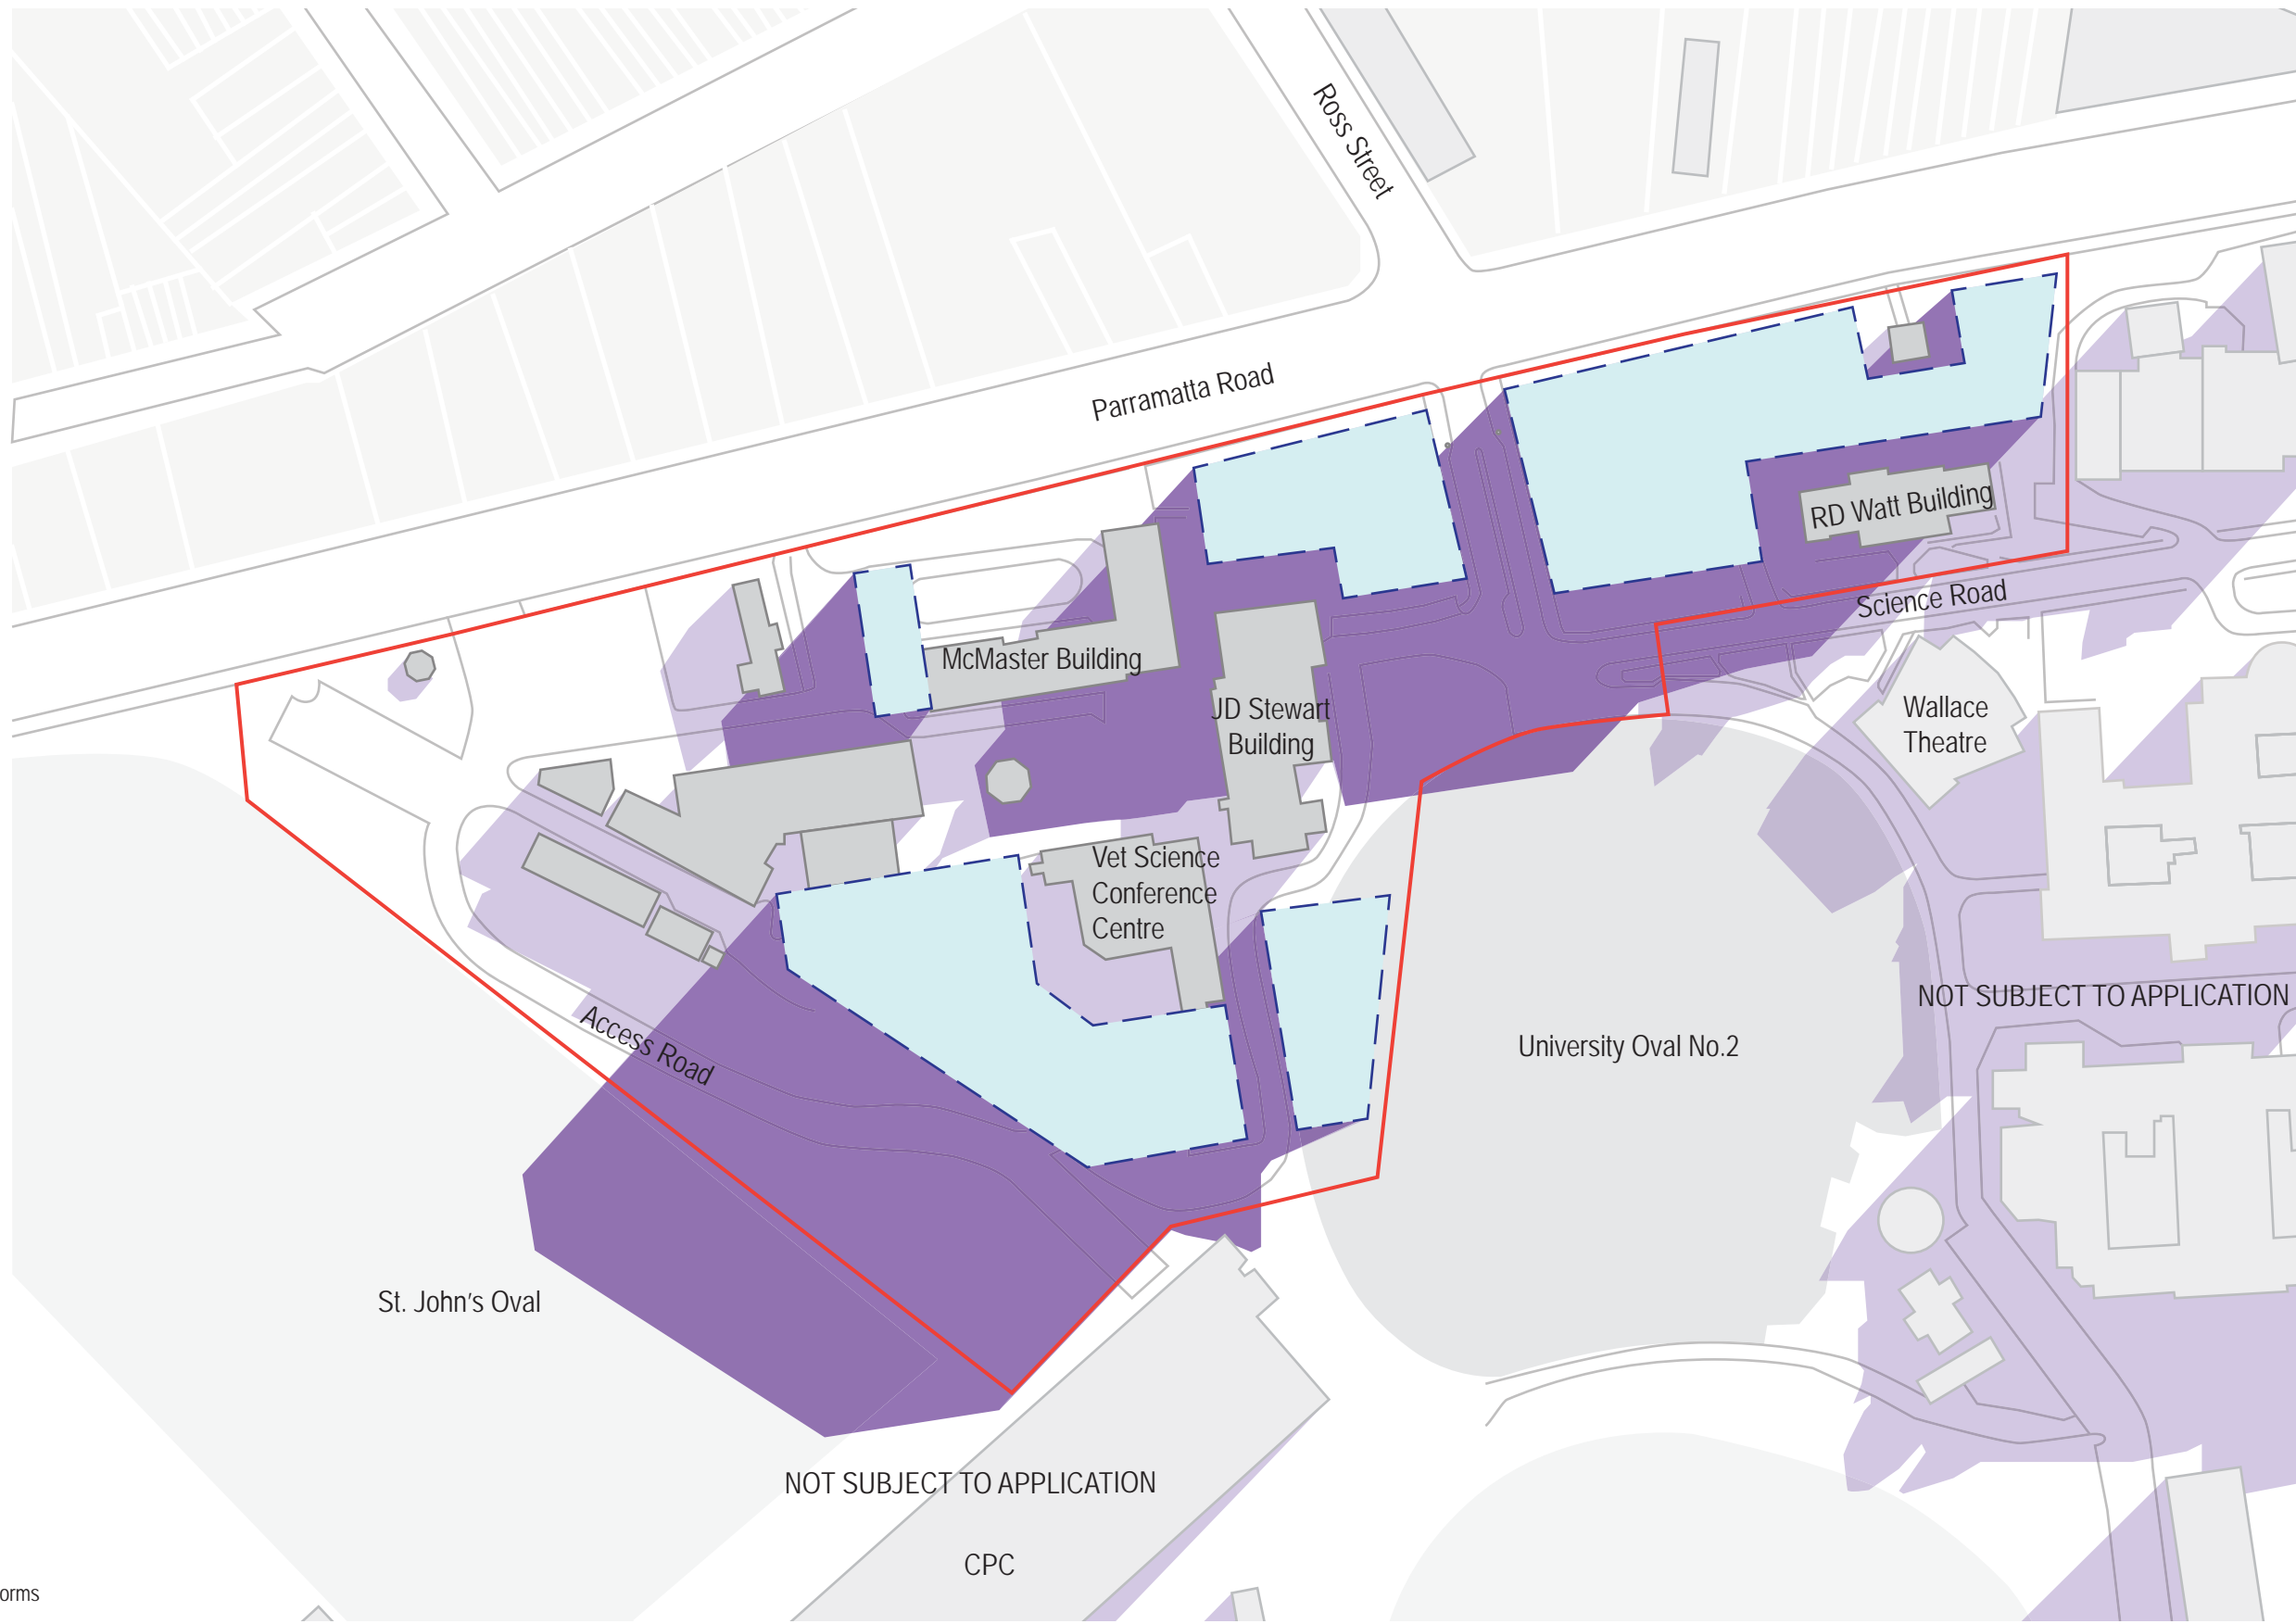 Ross Street
Parramatta Road
RD Watt Building
Science Road
McMaster Building
JD Stewart
Building
Wallace
Theatre
Vet Science
Conference
Centre
NOT SUBJECT TO APPLICATION
University Oval No.2
Access Road
St. John's Oval
NOT SUBJECT TO APPLICATION
CPC
orms